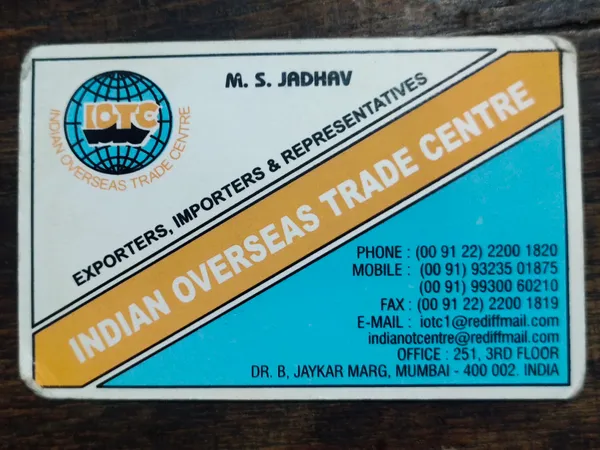 IOTC
INDIAN OVERSEAS TRADE CENTRE
M. S. JADHAV
EXPORTERS, IMPORTERS & REPRESENTATIVES
INDIAN OVERSEAS TRADE CENTRE
PHONE : (00 91 22) 2200 1820
MOBILE : (00 91) 93235 01875
(00 91) 99300 60210
FAX : (00 91 22) 2200 1819
E-MAIL : iotc1@rediffmail.com
indianotcentre@rediffmail.com
OFFICE : 251, 3RD FLOOR
DR. B, JAYKAR MARG, MUMBAI - 400 002. INDIA